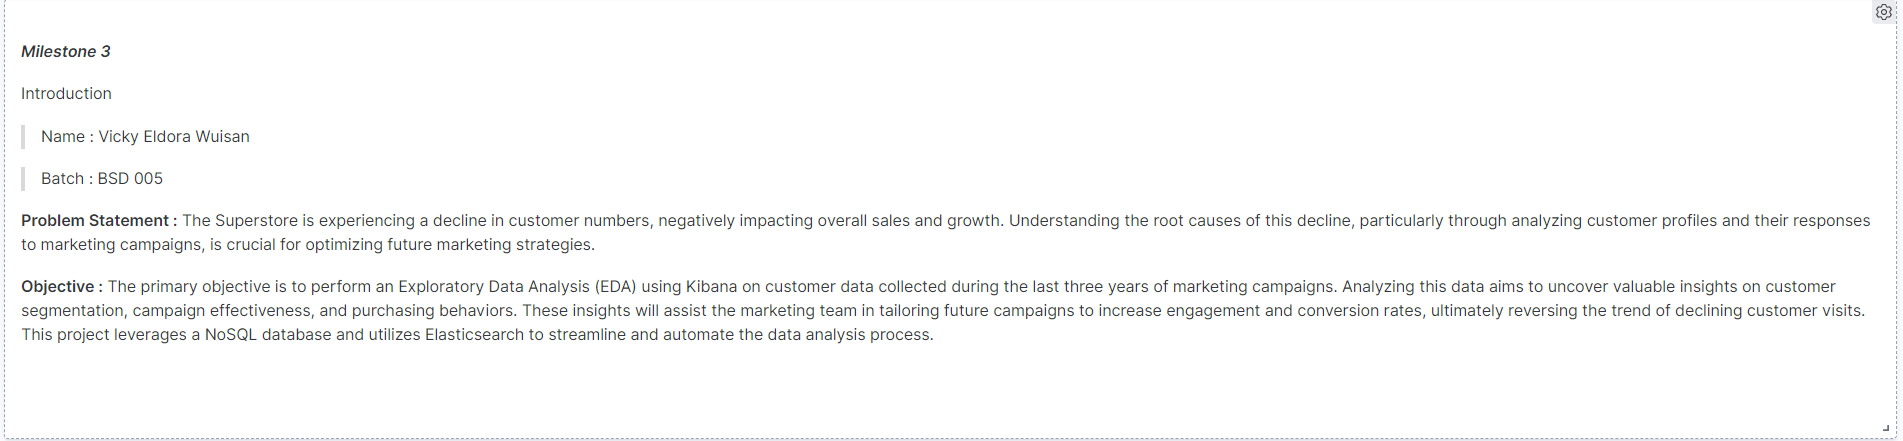 Milestone 3
Introduction
Name : Vicky Eldora Wuisan
Batch : BSD 005
Problem Statement : The Superstore is experiencing a decline in customer numbers, negatively impacting overall sales and growth. Understanding the root causes of this decline, particularly through analyzing customer profiles and their responses
to marketing campaigns, is crucial for optimizing future marketing strategies.
Objective : The primary objective is to perform an Exploratory Data Analysis (EDA) using Kibana on customer data collected during the last three years of marketing campaigns. Analyzing this data aims to uncover valuable insights on customer
segmentation, campaign effectiveness, and purchasing behaviors. These insights will assist the marketing team in tailoring future campaigns to increase engagement and conversion rates, ultimately reversing the trend of declining customer visits.
This project leverages a NoSQL database and utilizes Elasticsearch to streamline and automate the data analysis process.